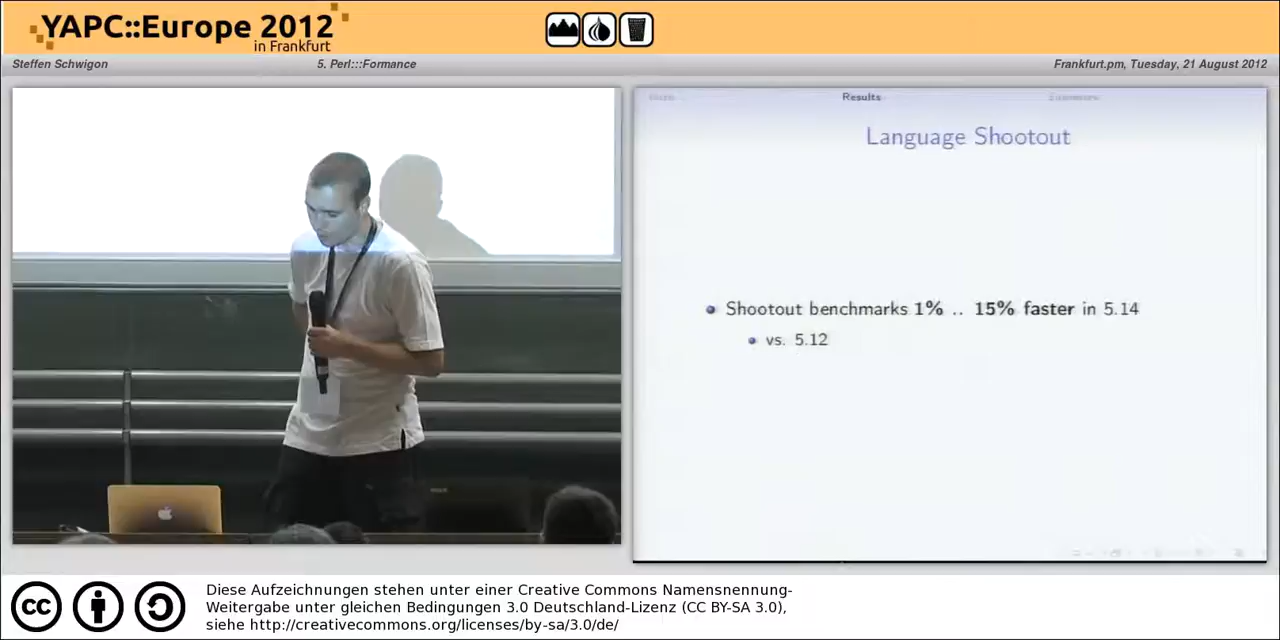 YAPC::Europe 2012
in Frankfurt
Steffen Schwigon
5. Perl:::Formance
Frankfurt.pm, Tuesday, 21 August 2012
Results
Summary
Language Shootout
Shootout benchmarks 1% .. 15% faster in 5.14
vs. 5.12
cc
Diese Aufzeichnungen stehen unter einer Creative Commons Namensnennung-
Weitergabe unter gleichen Bedingungen 3.0 Deutschland-Lizenz (CC BY-SA 3.0),
siehe http://creativecommons.org/licenses/by-sa/3.0/de/